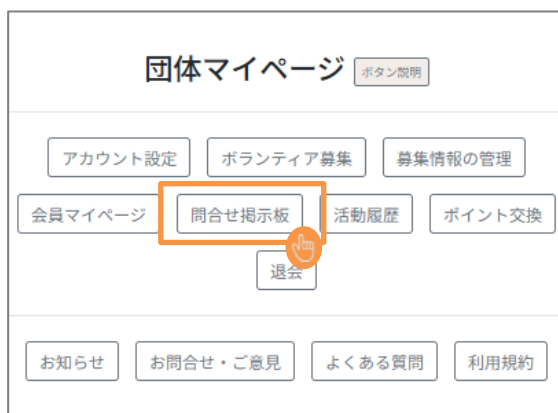 団体マイページ ボタン説明
アカウント設定 ボランティア募集 募集情報の管理
会員マイページ 問合せ掲示板 活動履歴 ポイント交換
退会
お知らせ お問合せ・ご意見 よくある質問 利用規約